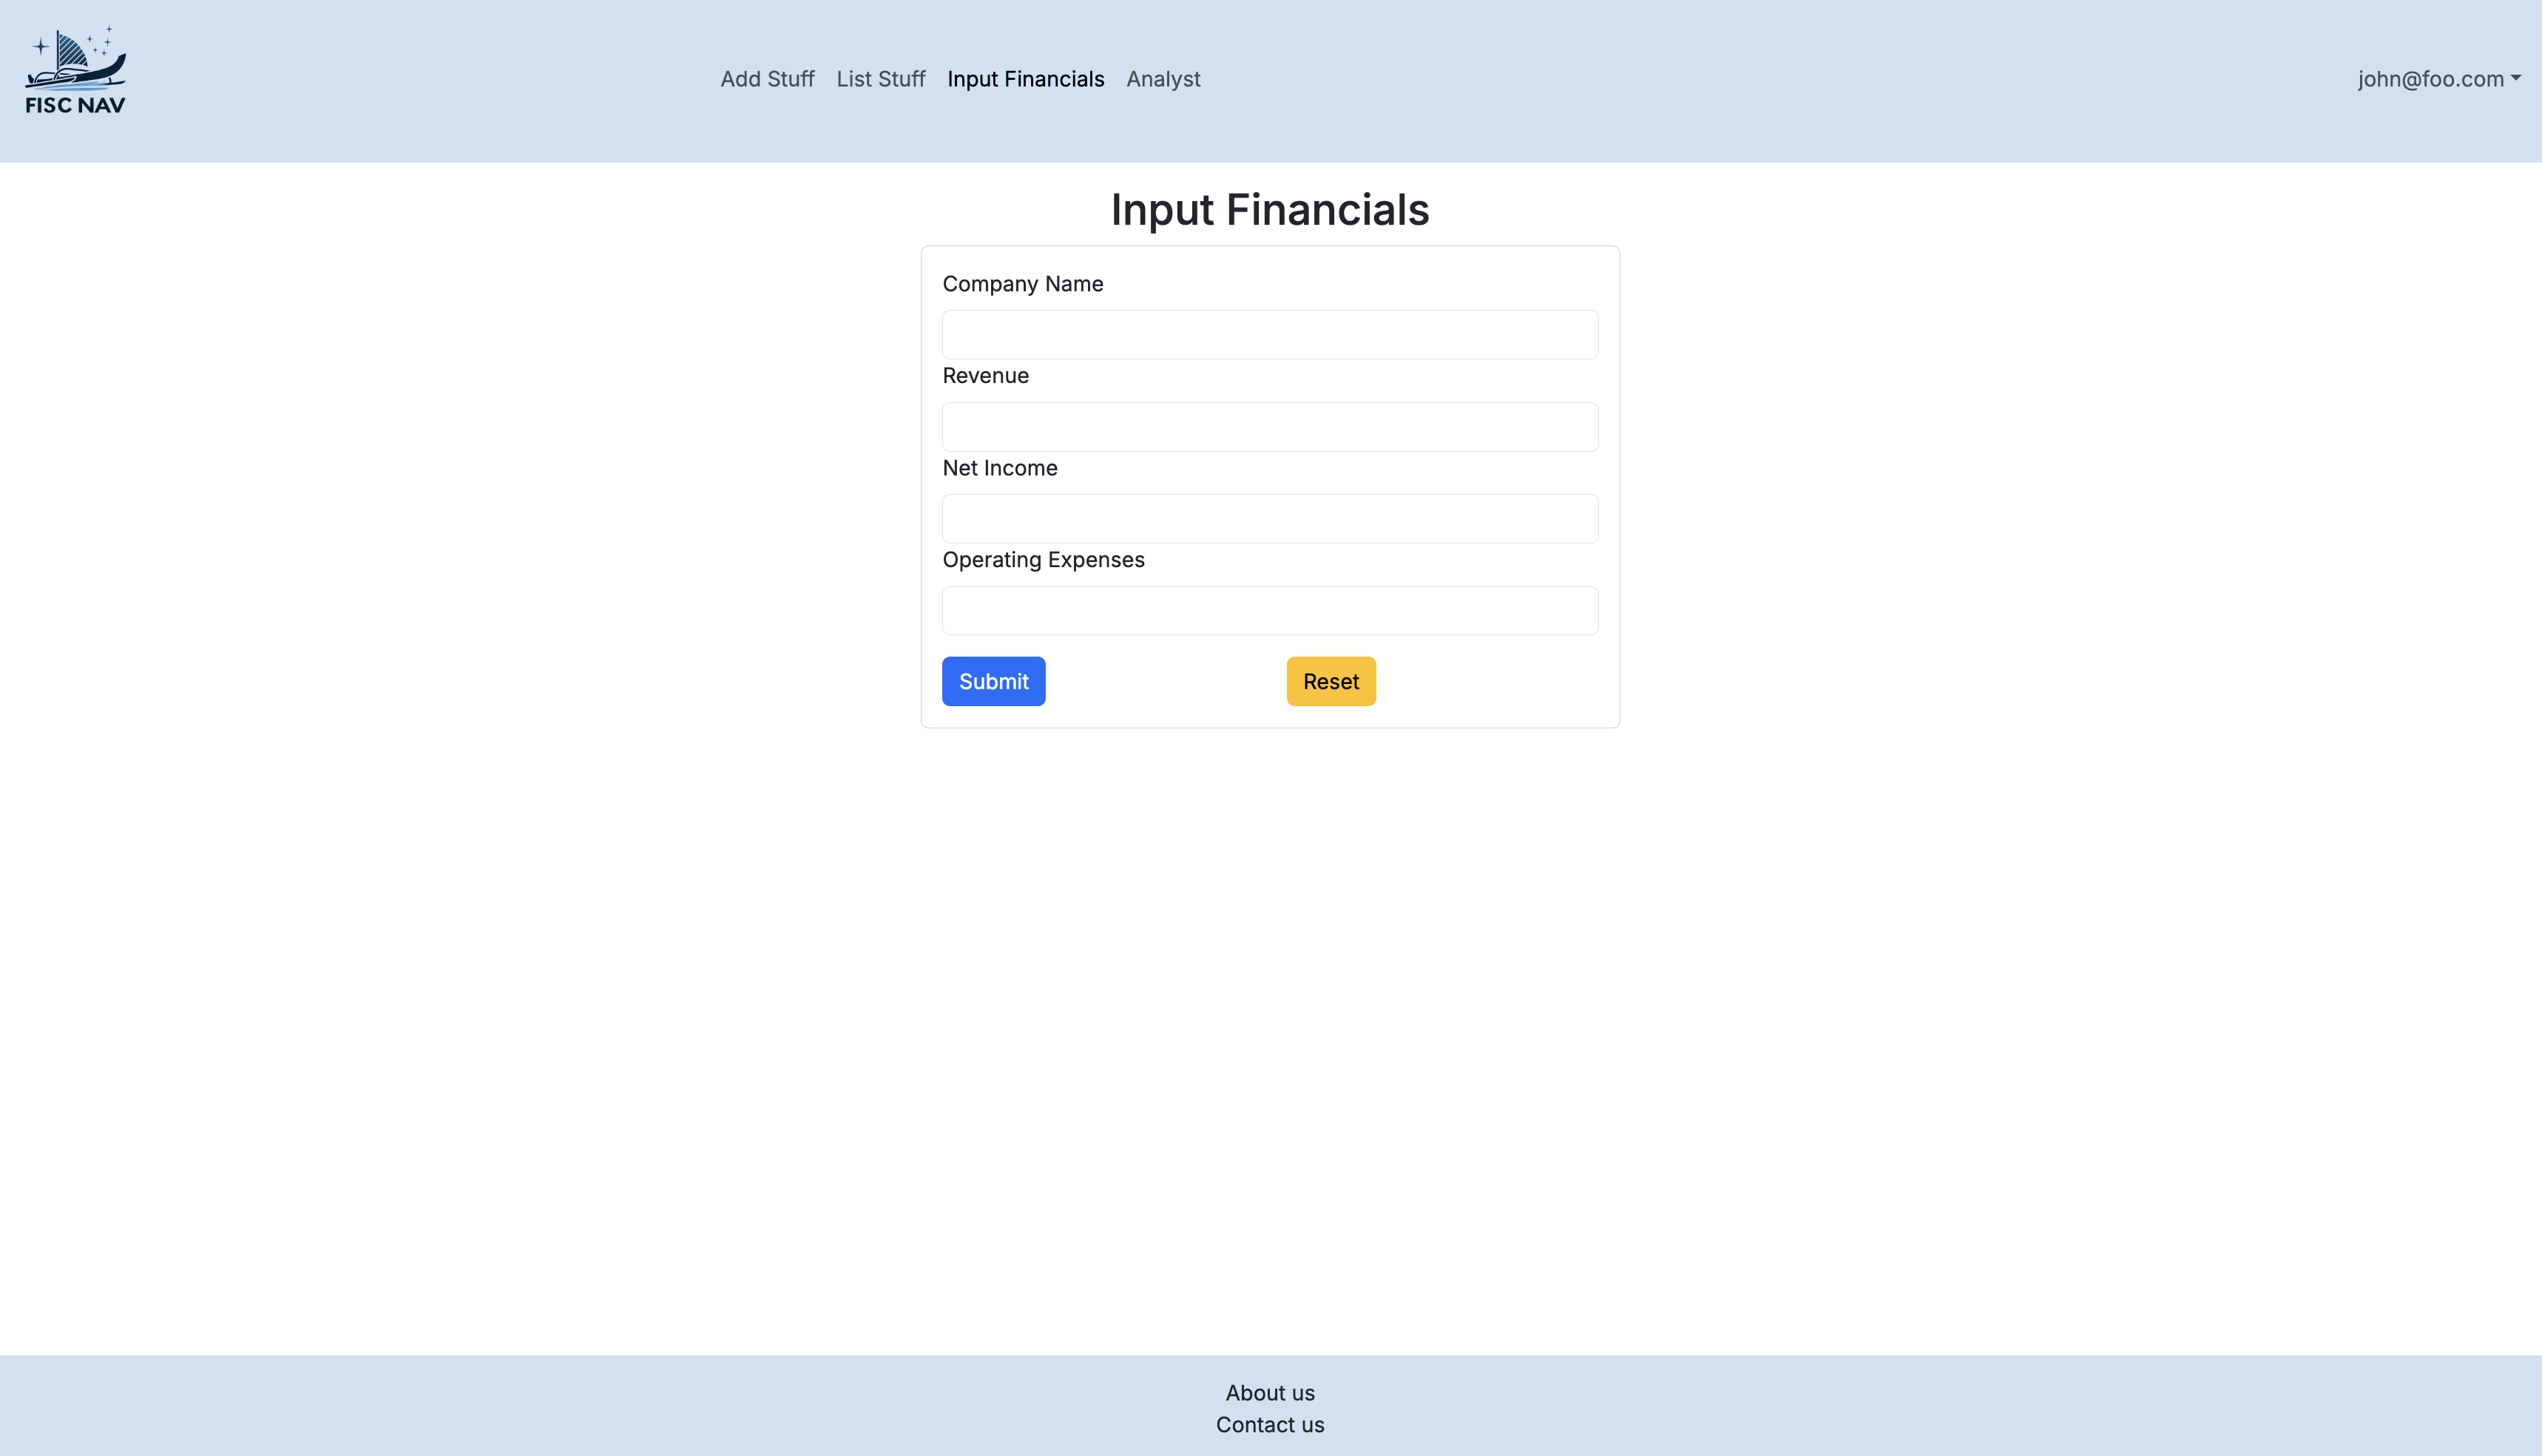 FISC NAV
Add Stuff List Stuff Input Financials Analyst
john@foo.com
Input Financials
Company Name
Revenue
Net Income
Operating Expenses
Submit Reset
About us
Contact us